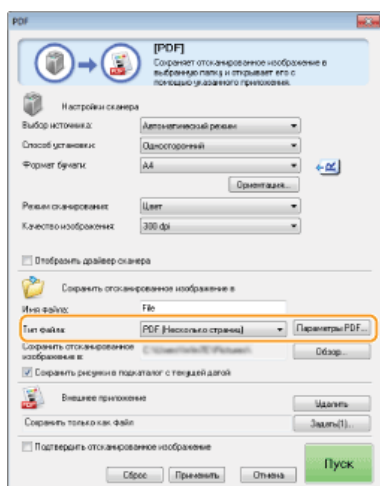 PDF
[PDF]
Сохраняет отсканированное изображение в
выбранную папку и открывает его с
помощью указанного приложения.
Настройки сканера
Выбор источника: Автоматический режим
Способ установки: Односторонний
Формат бумаги: A4
Ориентация...
Режим сканирования: Цвет
Качество изображения: 300 dpi
Отобразить драйвер сканера
Сохранить отсканированное изображение в
Имя файла: File
Тип файла: PDF (Несколько страниц) Параметры PDF...
Сохранить отсканированное
изображение в: Обзор...
Сохранить рисунки в подкаталог с текущей датой
Внешнее приложение Удалить
Сохранить только как файл Задать(1)...
Подтвердить отсканированное изображение
Сброс Применить Отмена Пуск